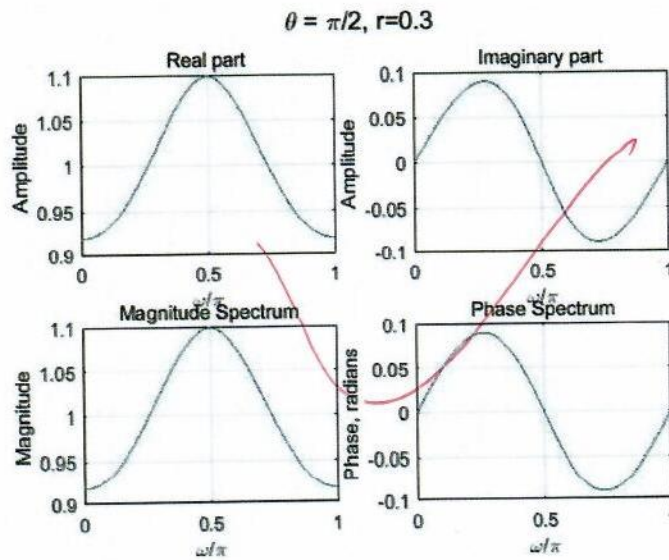 θ = π/2, r=0.3
Real part
Amplitude
1.1
1.05
1
0.95
0.9
0
0.5
1
ω/π
Imaginary part
Amplitude
0.1
0.05
0
-0.05
-0.1
0
0.5
1
ω/π
Magnitude Spectrum
Magnitude
1.1
1.05
1
0.95
0.9
0
0.5
1
ω/π
Phase Spectrum
Phase, radians
0.1
0.05
0
-0.05
-0.1
0
0.5
1
ω/π